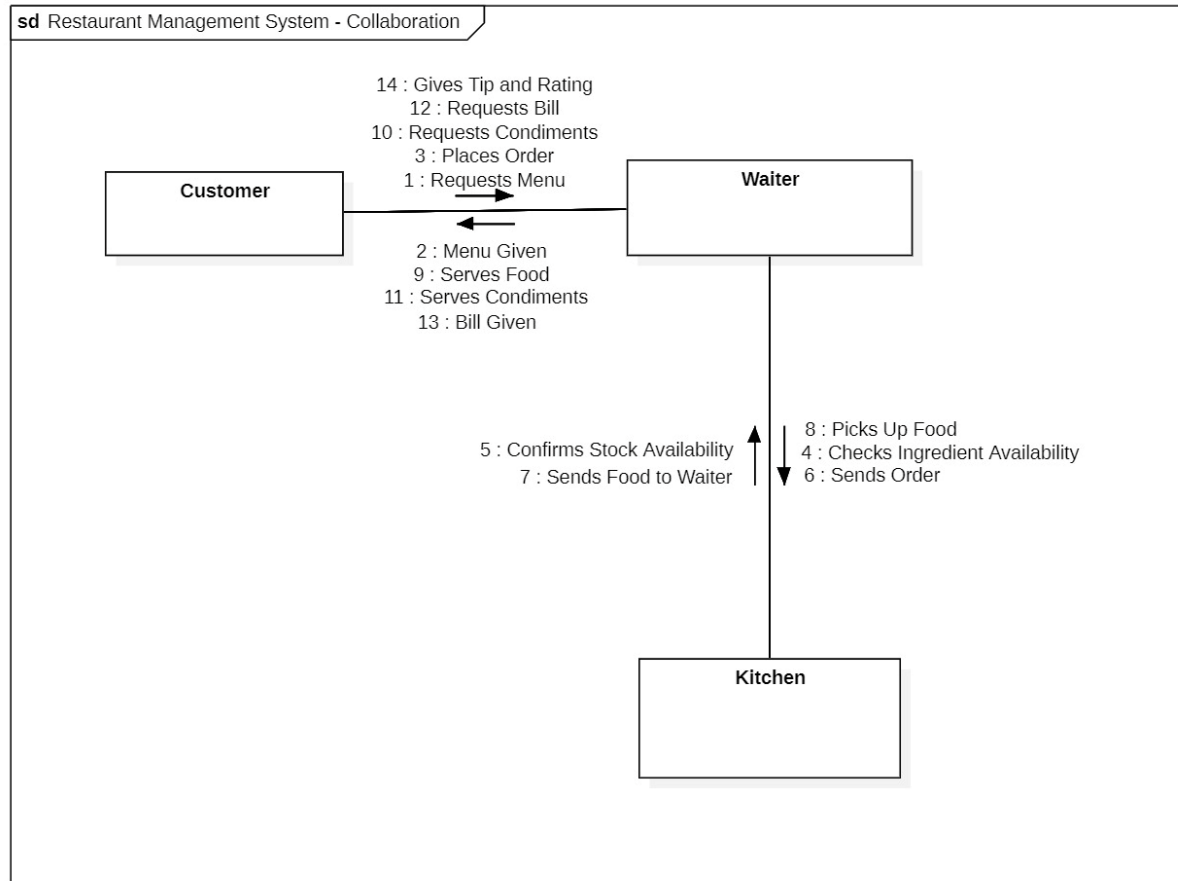 sd Restaurant Management System - Collaboration
14 : Gives Tip and Rating
12 : Requests Bill
10 : Requests Condiments
3 : Places Order
1 : Requests Menu
Customer
Waiter
2 : Menu Given
9 : Serves Food
11 : Serves Condiments
13 : Bill Given
5 : Confirms Stock Availability
7 : Sends Food to Waiter
8 : Picks Up Food
4 : Checks Ingredient Availability
6 : Sends Order
Kitchen